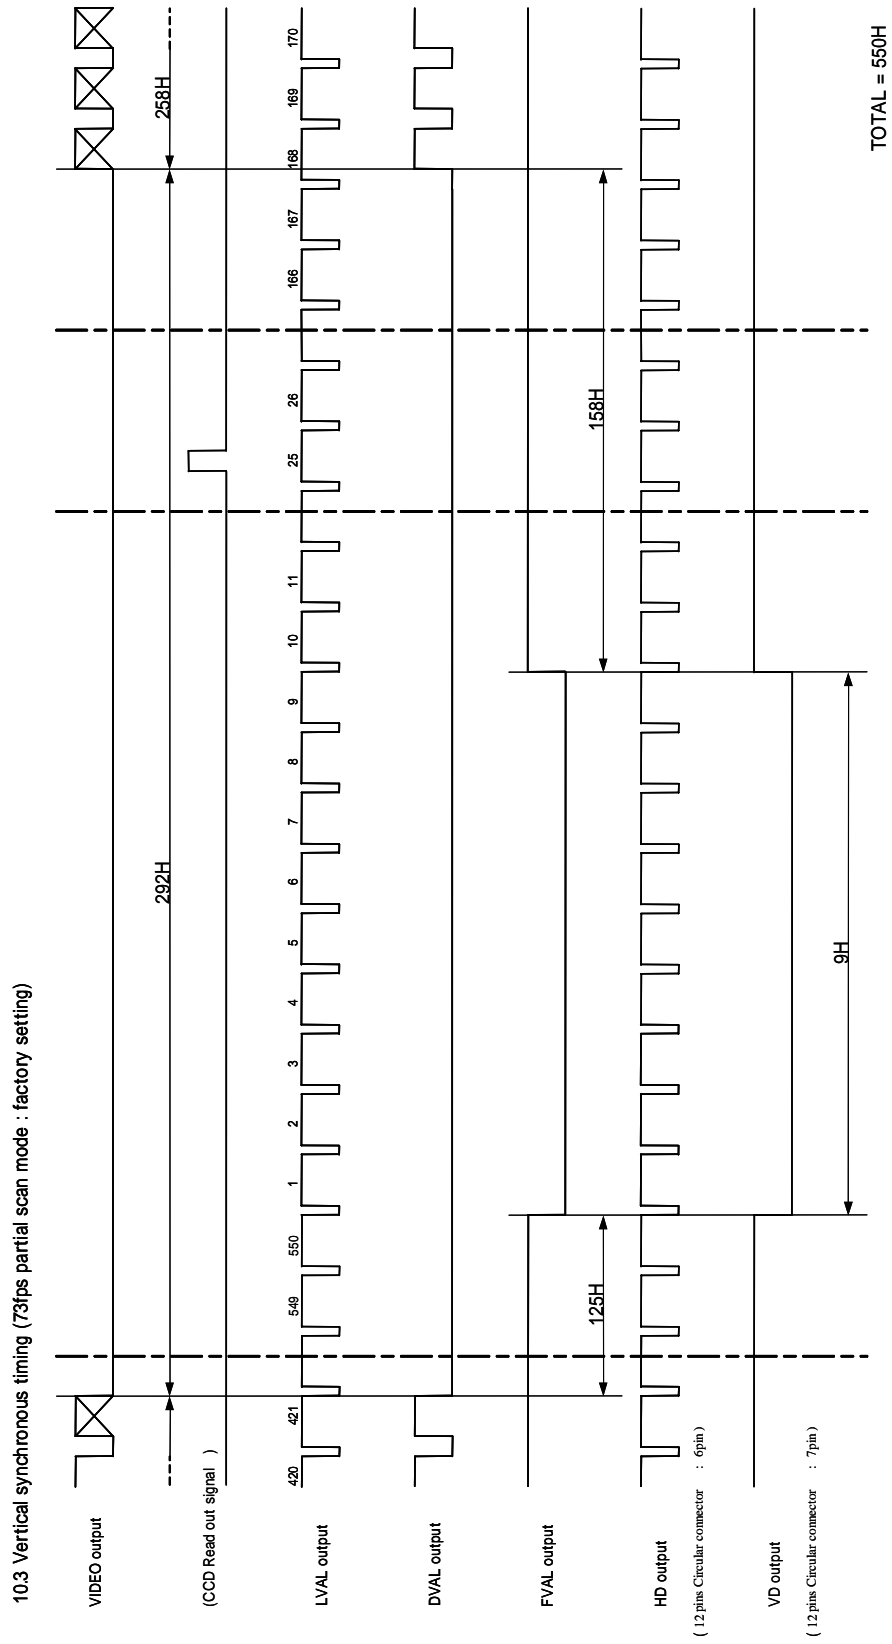 10.3 Vertical synchronous timing (73fps partial scan mode : factory setting)
VIDEO output
292H
258H
(CCD Read out signal )
LVAL output
420 421 549 550 1 2 3 4 5 6 7 8 9 10 11 25 26 166 167 168 169 170
DVAL output
FVAL output
125H
158H
HD output
( 12 pins Circular connector : 6pin )
VD output
( 12 pins Circular connector : 7pin )
9H
TOTAL = 550H